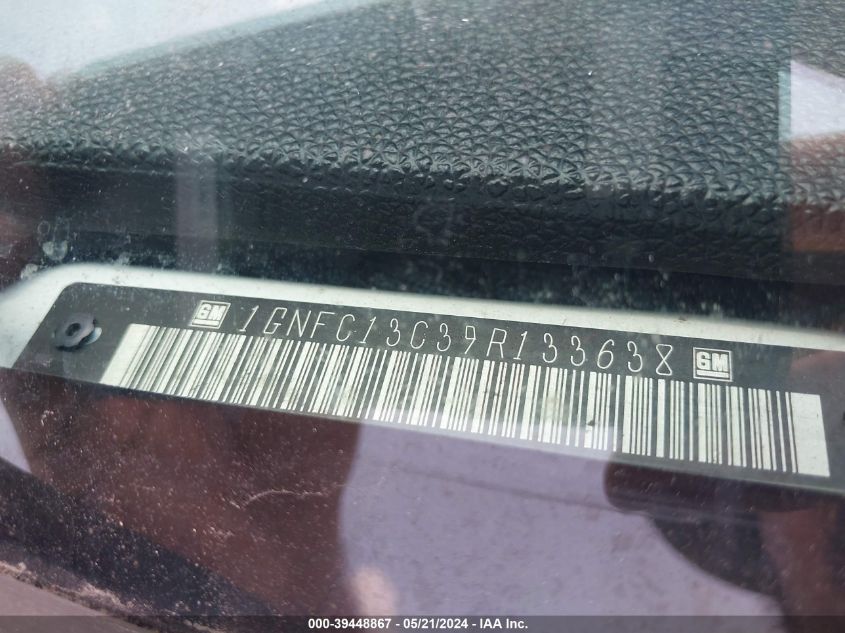 GM 1GNFC13C39R133638 GM
000-39448867 / 05/21/2024 - IAA Inc.